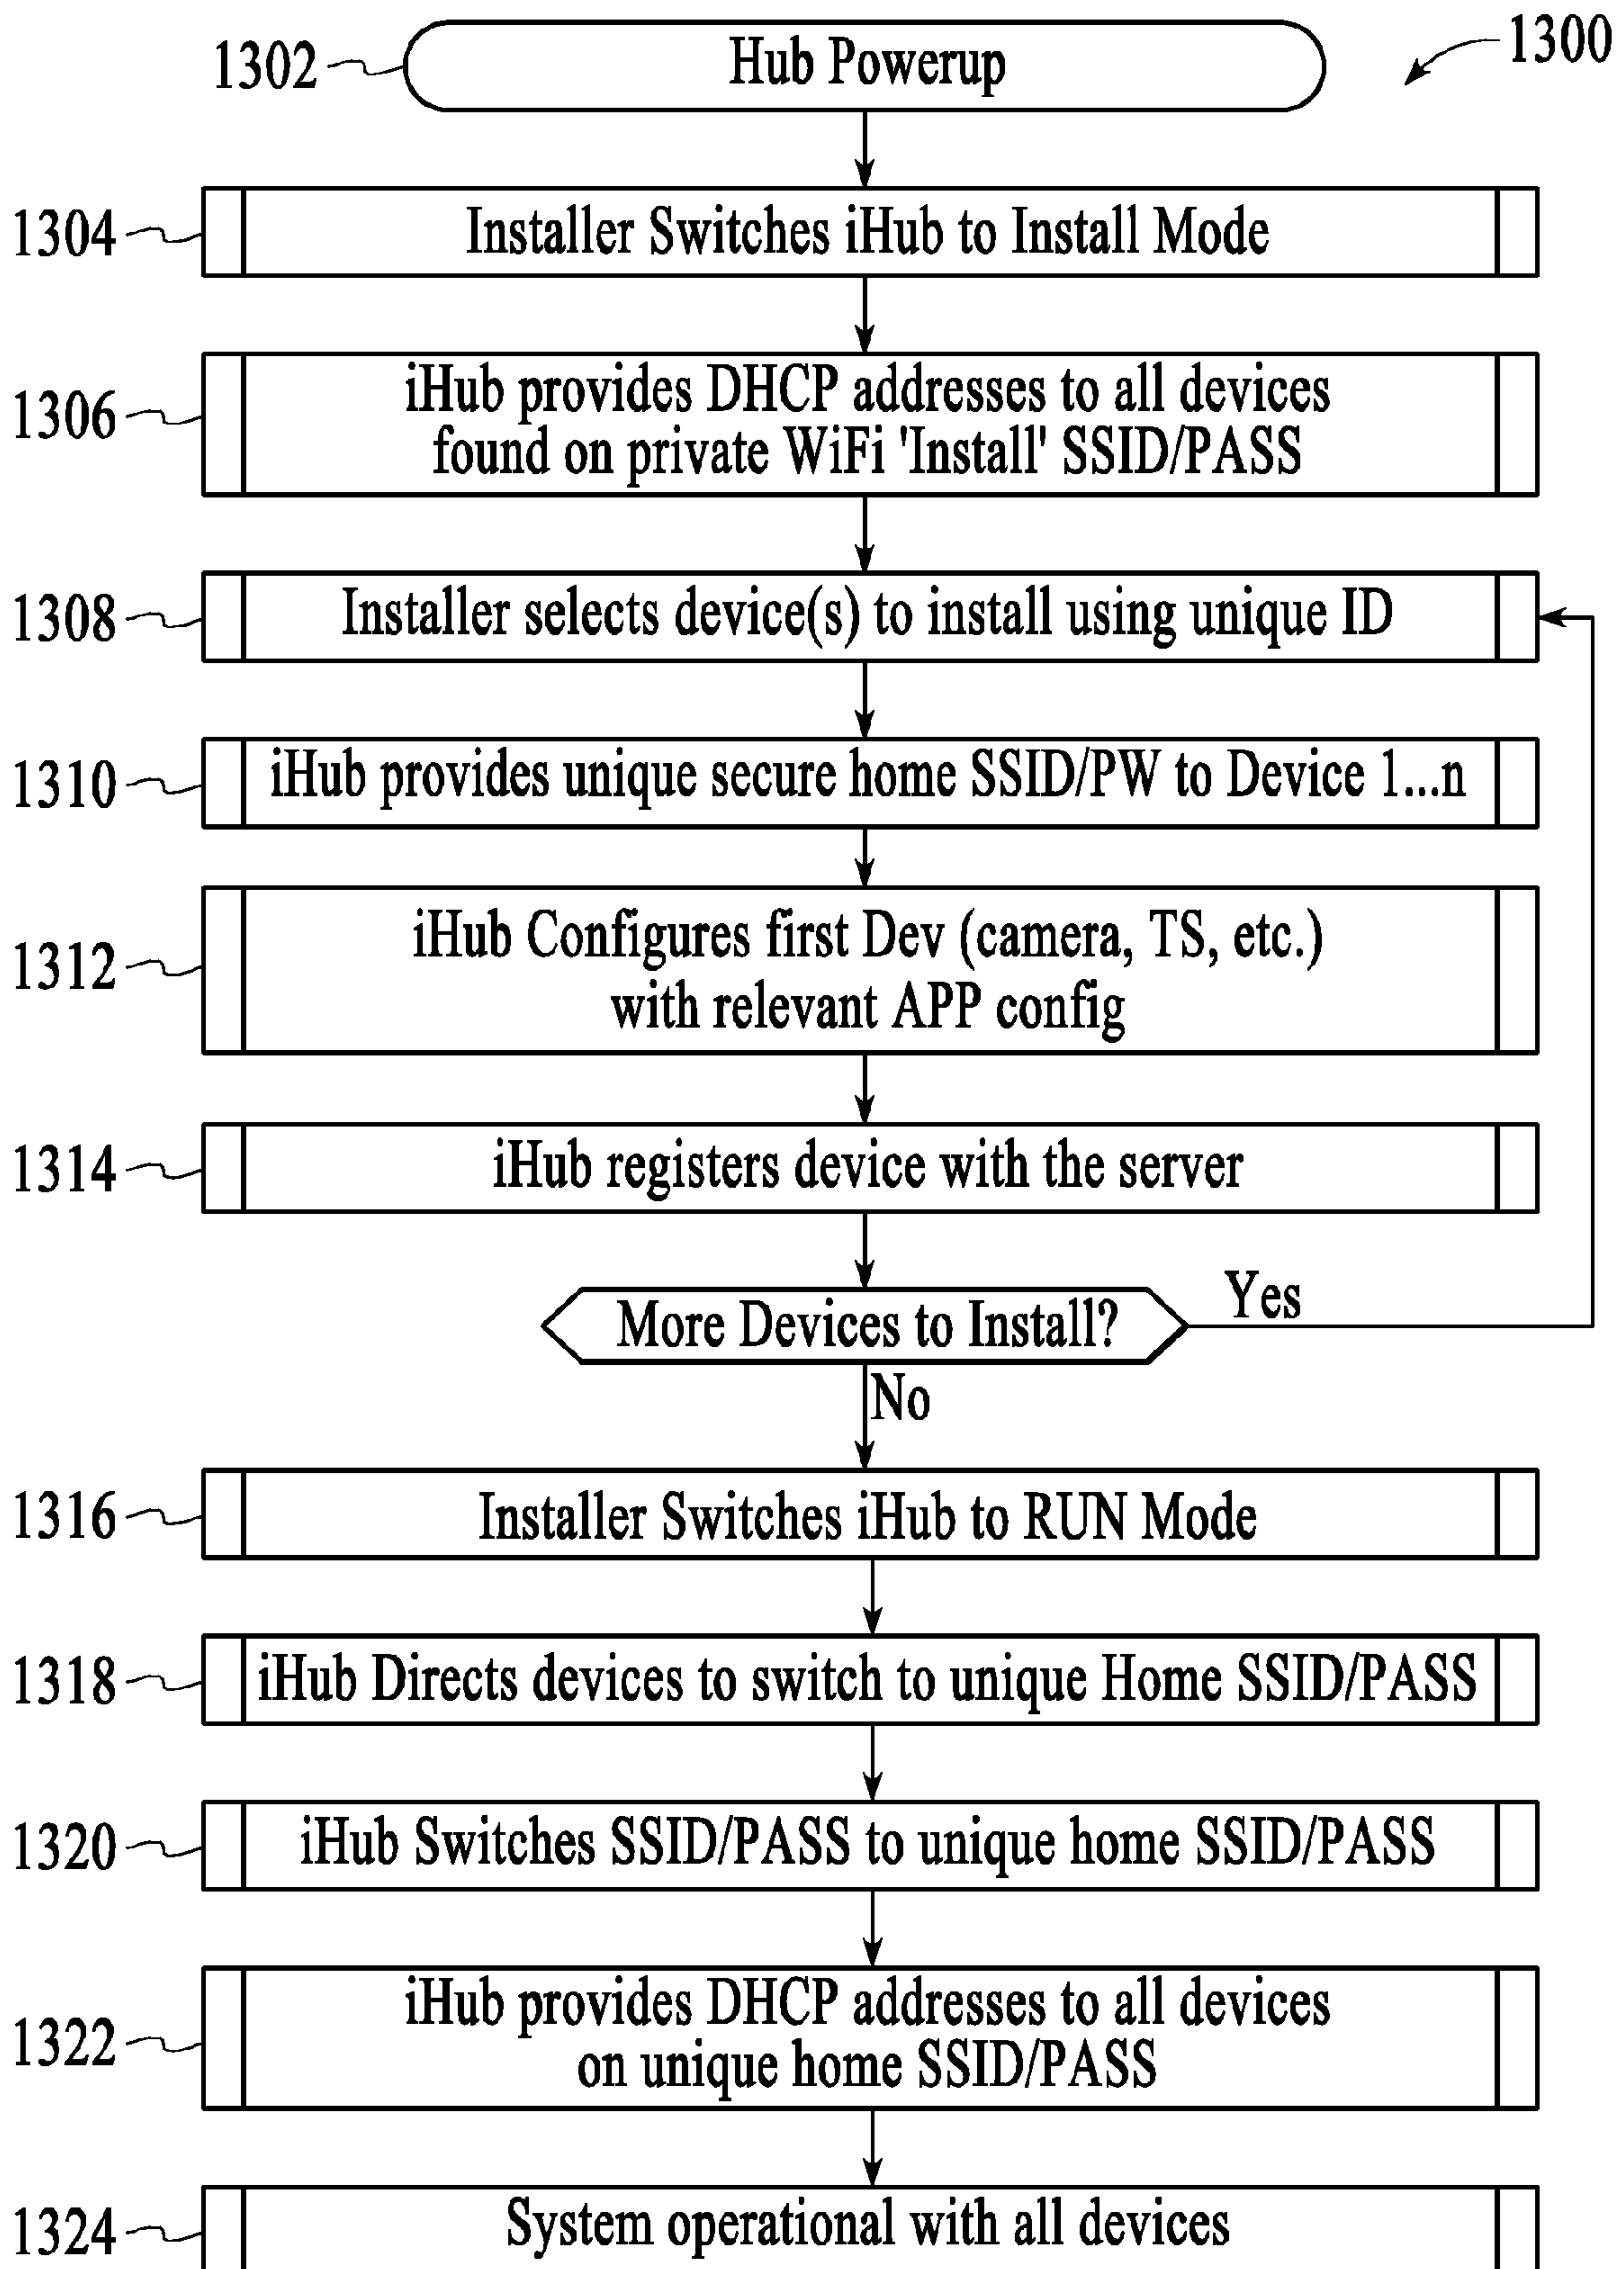 1300
1302
Hub Powerup
1304
Installer Switches iHub to Install Mode
1306
iHub provides DHCP addresses to all devices
found on private WiFi 'Install' SSID/PASS
1308
Installer selects device(s) to install using unique ID
1310
iHub provides unique secure home SSID/PW to Device 1...n
1312
iHub Configures first Dev (camera, TS, etc.)
with relevant APP config
1314
iHub registers device with the server
More Devices to Install?
Yes
No
1316
Installer Switches iHub to RUN Mode
1318
iHub Directs devices to switch to unique Home SSID/PASS
1320
iHub Switches SSID/PASS to unique home SSID/PASS
1322
iHub provides DHCP addresses to all devices
on unique home SSID/PASS
1324
System operational with all devices